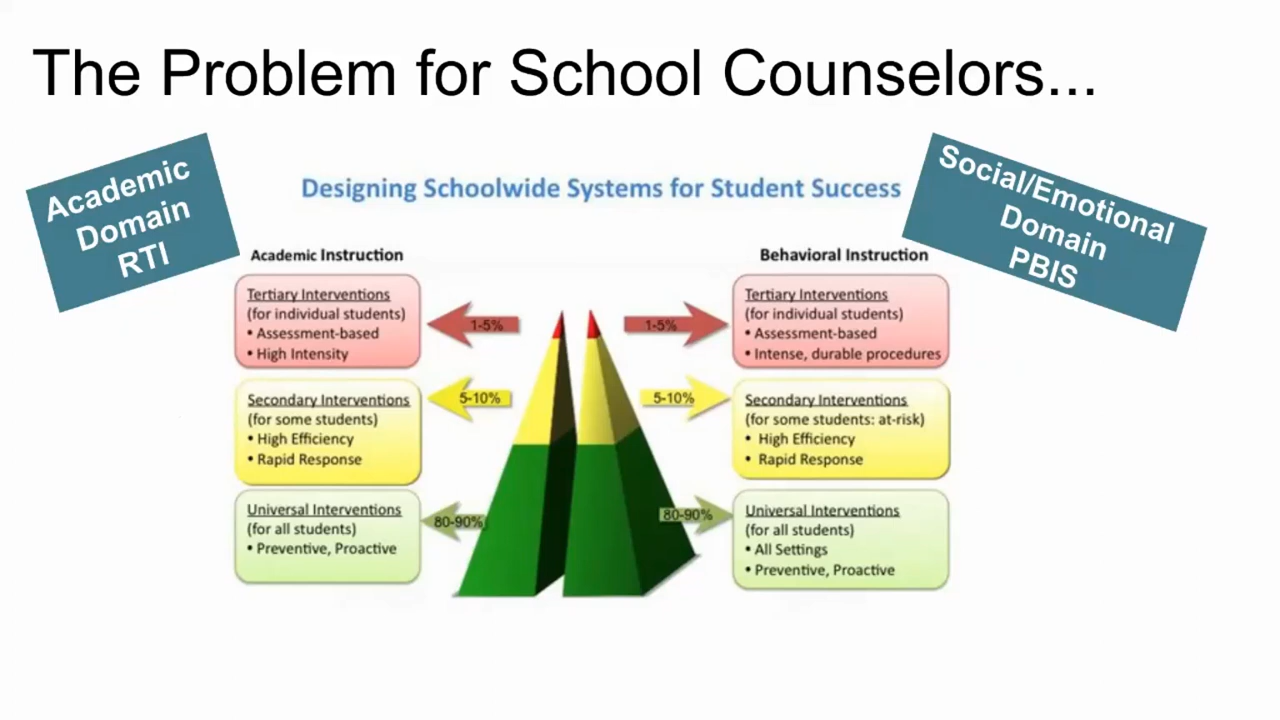 The Problem for School Counselors...
Academic
Domain
RTI
Social/Emotional
Domain
PBIS
Designing Schoolwide Systems for Student Success
Academic Instruction
Tertiary Interventions
(for individual students)
• Assessment-based
• High Intensity
Secondary Interventions
(for some students)
• High Efficiency
• Rapid Response
Universal Interventions
(for all students)
• Preventive, Proactive
1-5%
5-10%
80-90%
1-5%
5-10%
80-90%
Behavioral Instruction
Tertiary Interventions
(for individual students)
• Assessment-based
• Intense, durable procedures
Secondary Interventions
(for some students: at-risk)
• High Efficiency
• Rapid Response
Universal Interventions
(for all students)
• All Settings
• Preventive, Proactive